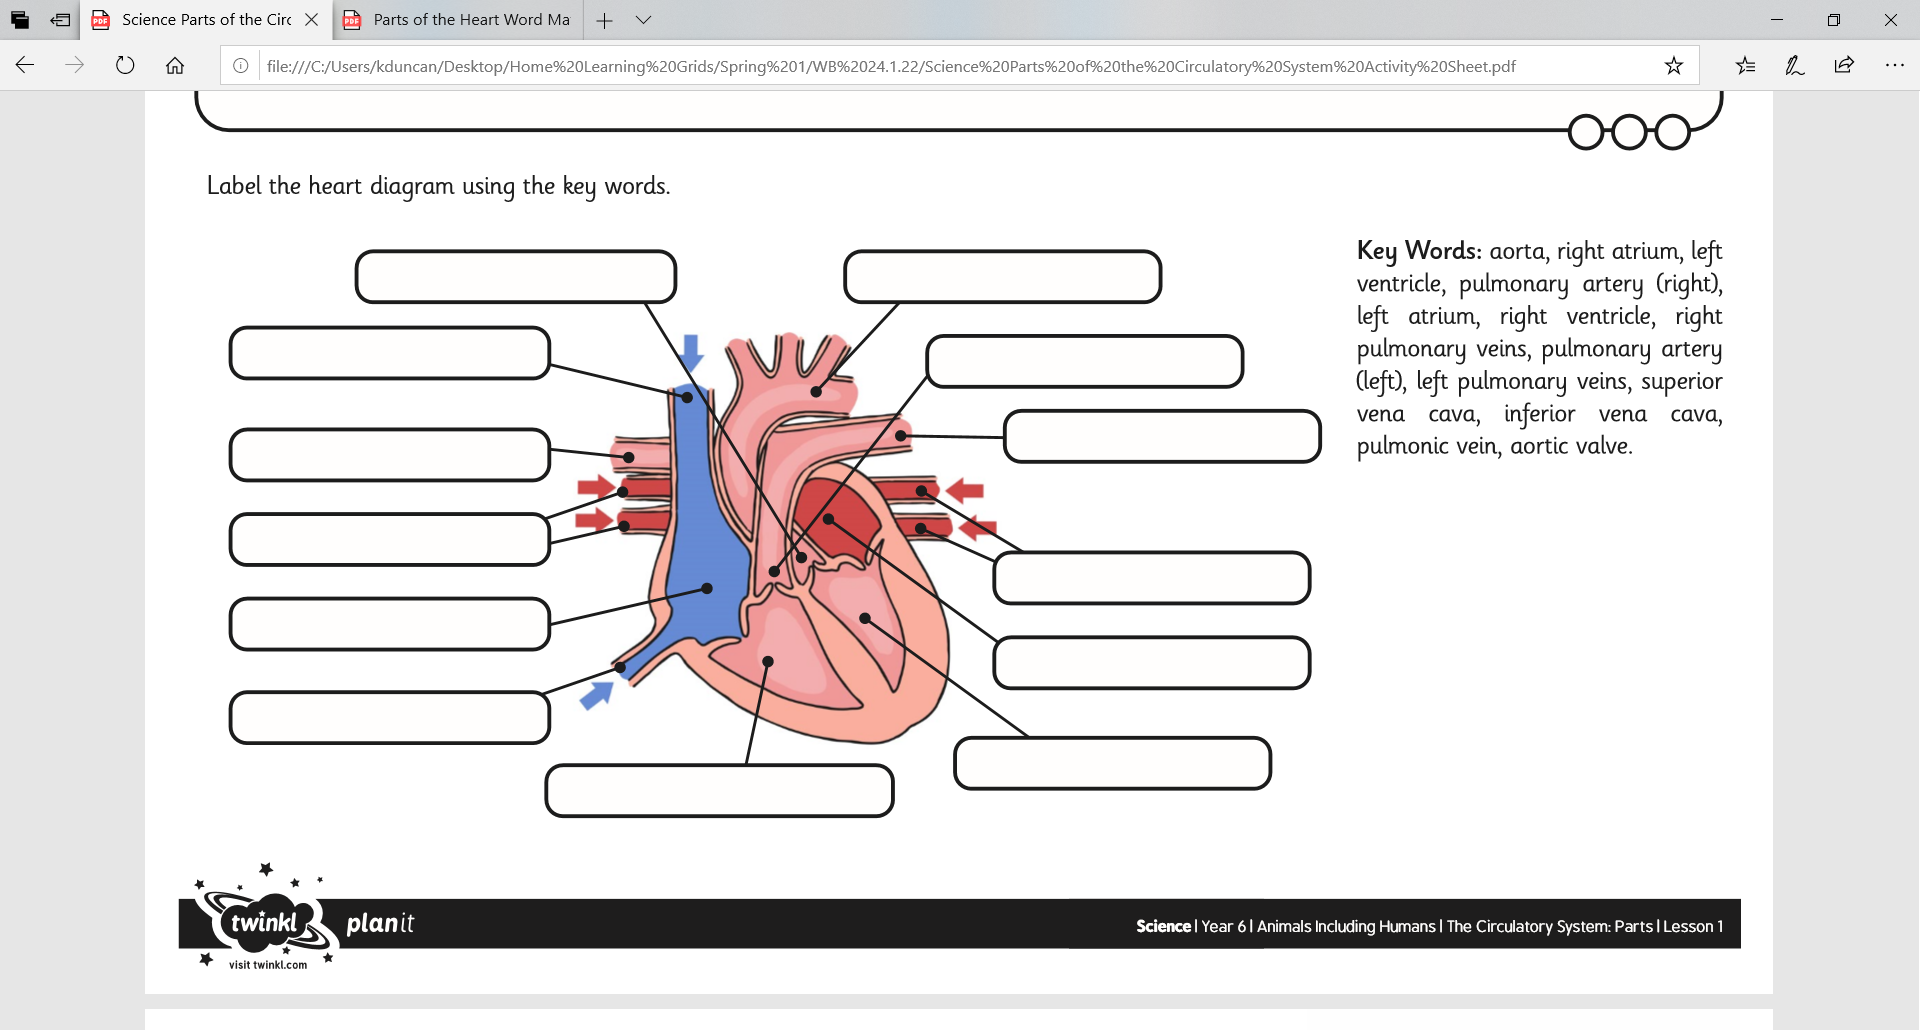 Science Parts of the Circ
Parts of the Heart Word Ma
file:///C:/Users/kduncan/Desktop/Home%20Learning%20Grids/Spring%201/WB%2024.1.22/Science%20Parts%20of%20the%20Circulatory%20System%20Activity%20Sheet.pdf
Label the heart diagram using the key words.
Key Words: aorta, right atrium, left
ventricle, pulmonary artery (right),
left atrium, right ventricle, right
pulmonary veins, pulmonary artery
(left), left pulmonary veins, superior
vena cava, inferior vena cava,
pulmonic vein, aortic valve.
twinkl
planit
visit twinkl.com
Science | Year 6 | Animals Including Humans | The Circulatory System: Parts | Lesson 1